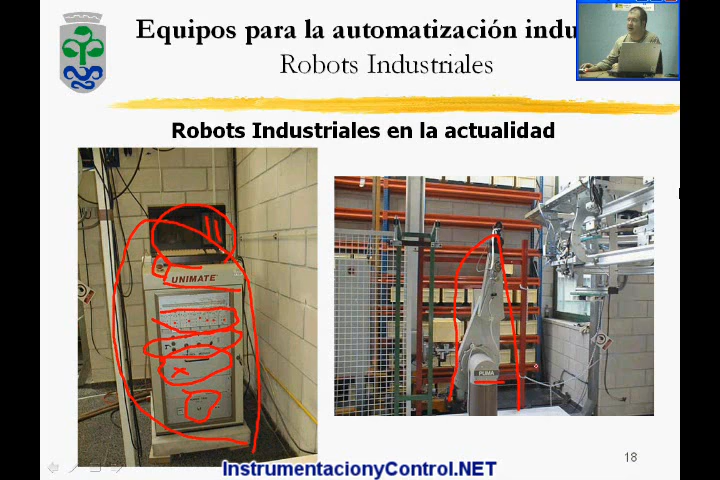 Equipos para la automatización indu
Robots Industriales
Robots Industriales en la actualidad
UNIMATE
PUMA
18
InstrumentacionyControl.NET